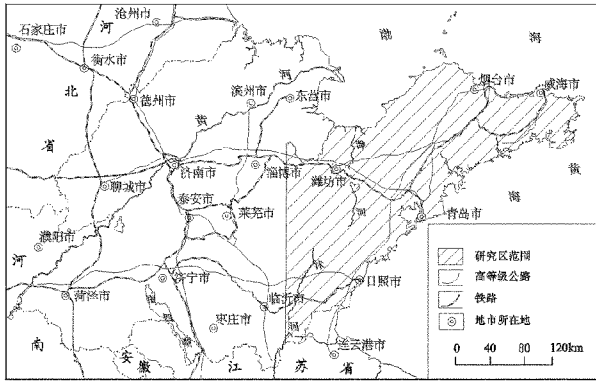 沧州市
河
石家庄市
渤
海
衡水市
烟台市
威海市
北
德州市
滨州市
东营市
河
黄
黄
省
济南市
淄博市
潍坊市
海
聊城市
泰安市
莱芜市
青岛市
濮阳市
河
研究区范围
高等级公路
铁路
地市所在地
济宁市
日照市
菏泽市
临沂市
枣庄市
连云港市
南
安徽
江
苏
省
0 40 80 120km